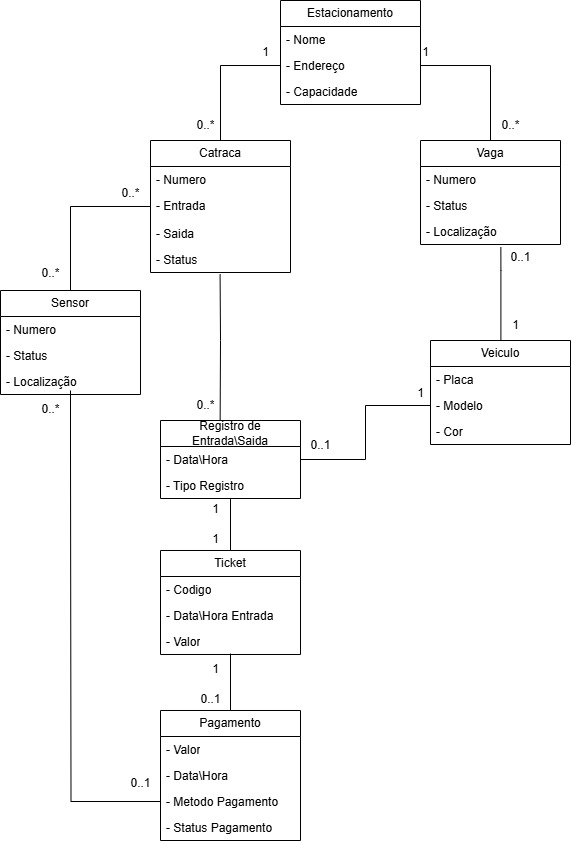 Estacionamento
- Nome
- Endereço
- Capacidade
1
1
0..*
0..*
Catraca
- Numero
- Entrada
- Saida
- Status
Vaga
- Numero
- Status
- Localização
0..*
0..*
0..1
1
Sensor
- Numero
- Status
- Localização
Veiculo
- Placa
- Modelo
- Cor
0..*
0..*
1
0..1
Registro de
Entrada\Saida
- Data\Hora
- Tipo Registro
1
1
Ticket
- Codigo
- Data\Hora Entrada
- Valor
1
0..1
Pagamento
- Valor
- Data\Hora
- Metodo Pagamento
- Status Pagamento
0..1